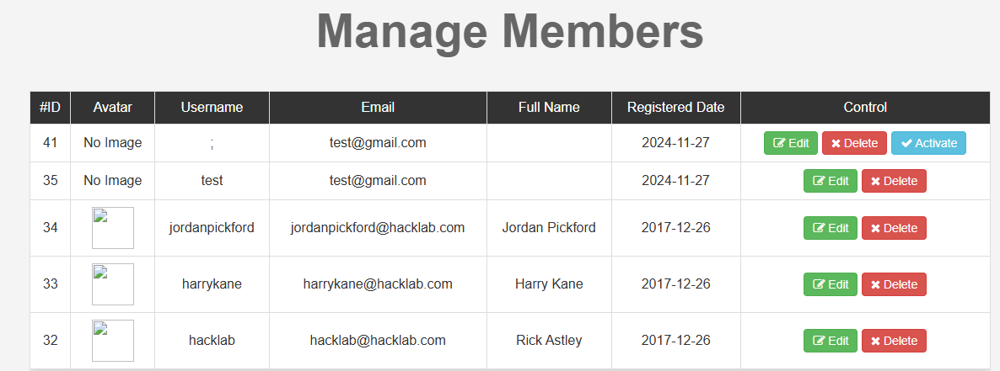 Manage Members
#ID Avatar Username Email Full Name Registered Date Control
41 No Image ; test@gmail.com 2024-11-27 Edit Delete Activate
35 No Image test test@gmail.com 2024-11-27 Edit Delete
34 jordanpickford jordanpickford@hacklab.com Jordan Pickford 2017-12-26 Edit Delete
33 harrykane harrykane@hacklab.com Harry Kane 2017-12-26 Edit Delete
32 hacklab hacklab@hacklab.com Rick Astley 2017-12-26 Edit Delete